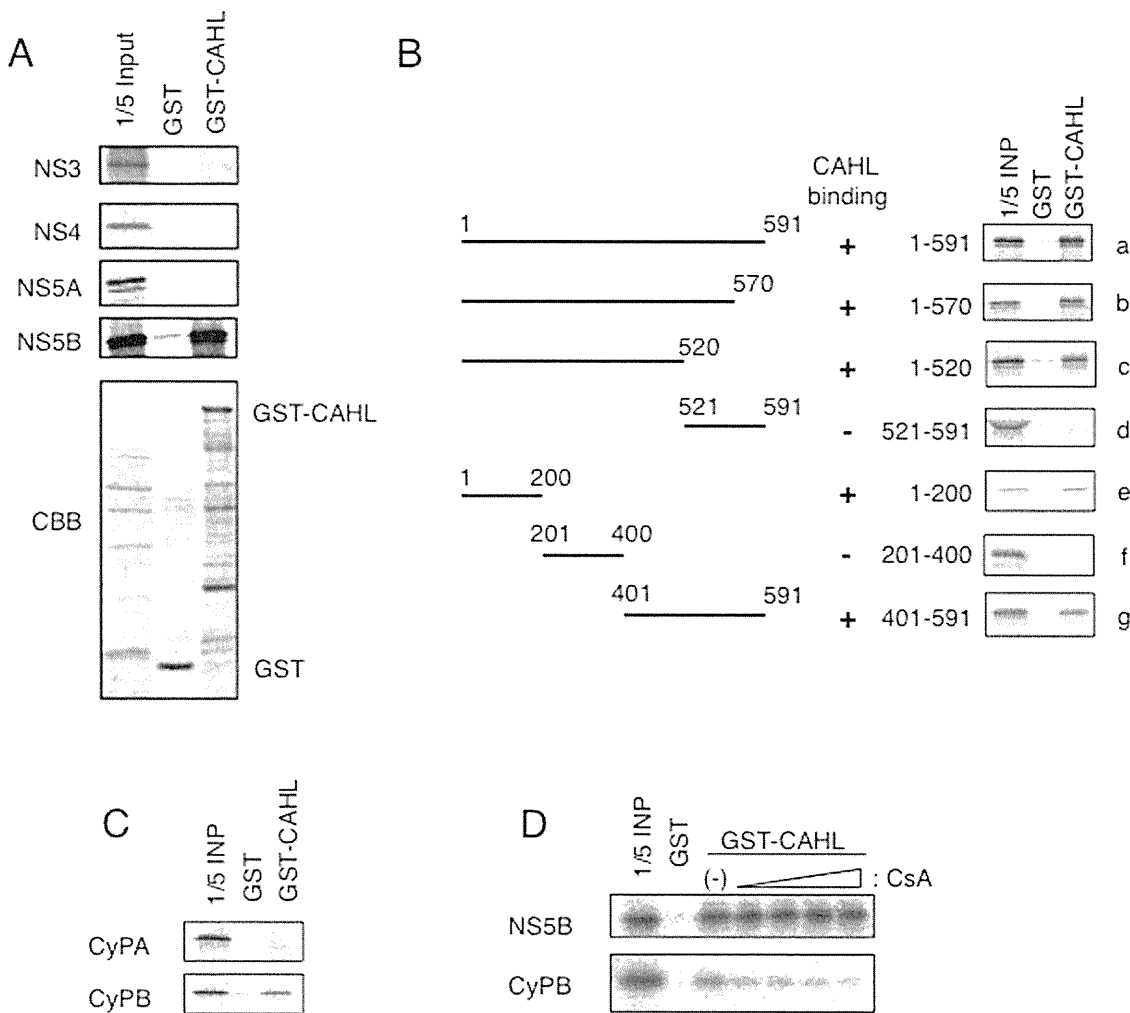 A
1/5 Input
GST
GST-CAHL
NS3
NS4
NS5A
NS5B
CBB
GST-CAHL
GST
B
CAHL
binding
1/5 INP
GST
GST-CAHL
1 591 + 1-591 a
570 + 1-570 b
520 + 1-520 c
521 591 - 521-591 d
1 200 + 1-200 e
201 400 - 201-400 f
401 591 + 401-591 g
C
1/5 INP
GST
GST-CAHL
CyPA
CyPB
D
1/5 INP
GST
GST-CAHL
(-) : CsA
NS5B
CyPB